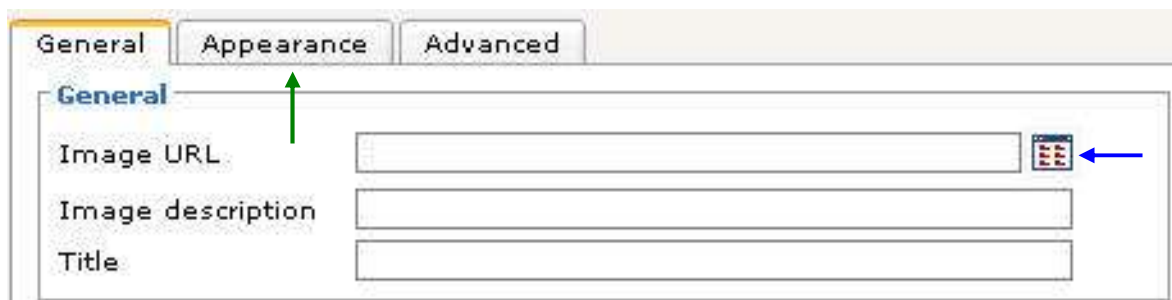 General Appearance Advanced
General
Image URL
Image description
Title